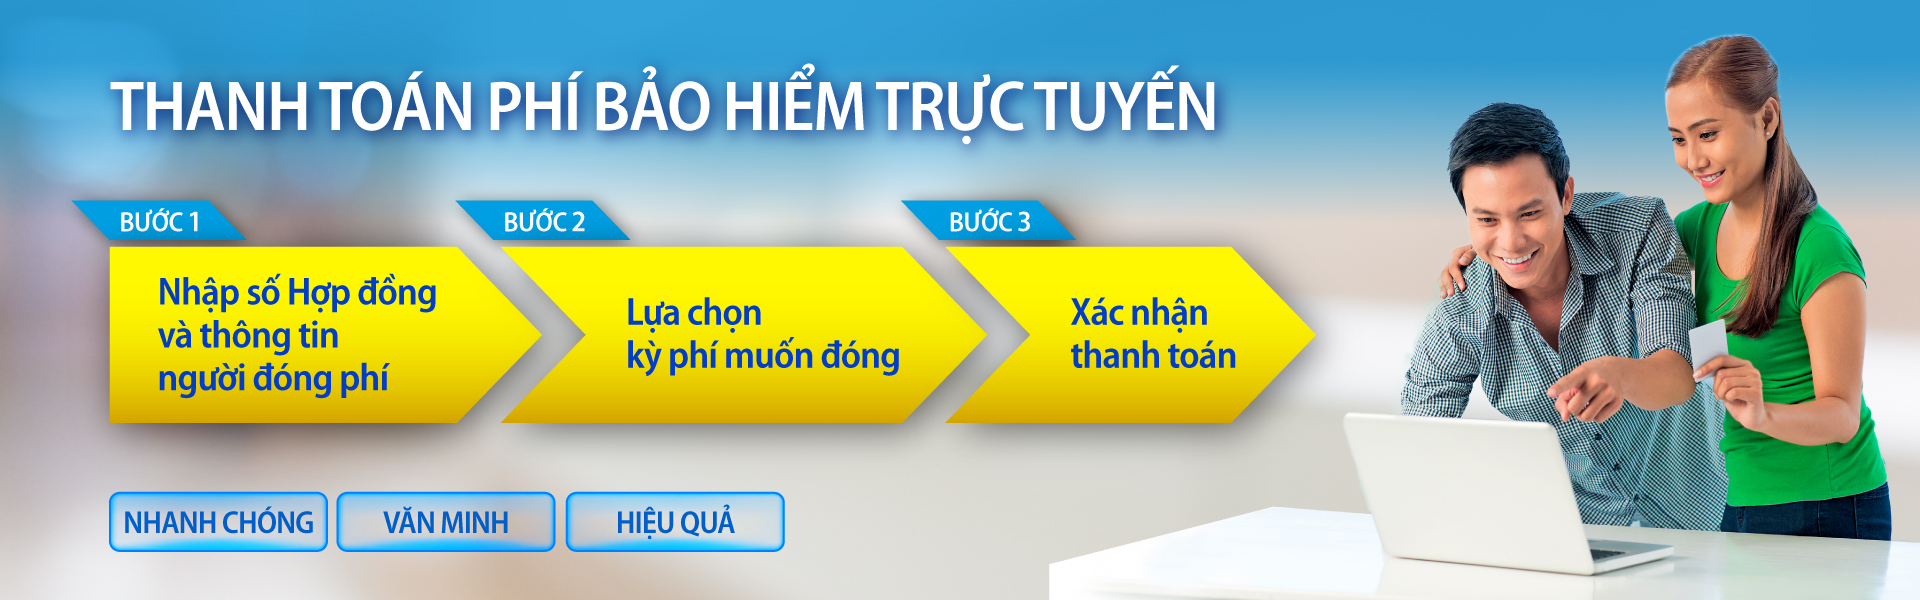 THANH TOÁN PHÍ BẢO HIỂM TRỰC TUYẾN
BƯỚC 1
Nhập số Hợp đồng
và thông tin
người đóng phí
BƯỚC 2
Lựa chọn
kỳ phí muốn đóng
BƯỚC 3
Xác nhận
thanh toán
NHANH CHÓNG
VĂN MINH
HIỆU QUẢ